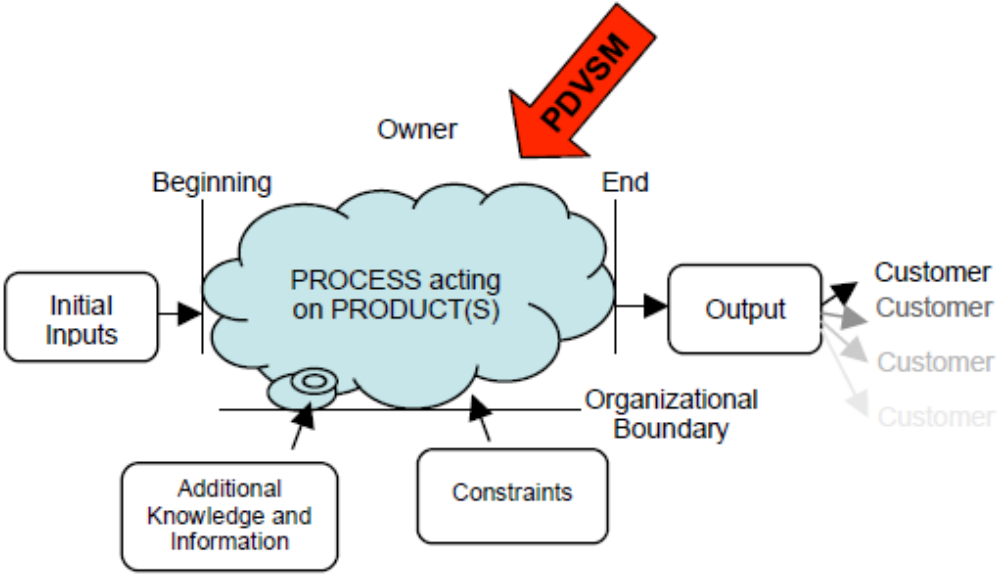 PDVSM
Owner
Beginning
End
PROCESS acting
on PRODUCT(S)
Initial
Inputs
Output
Customer
Customer
Customer
Customer
Organizational
Boundary
Additional
Knowledge and
Information
Constraints